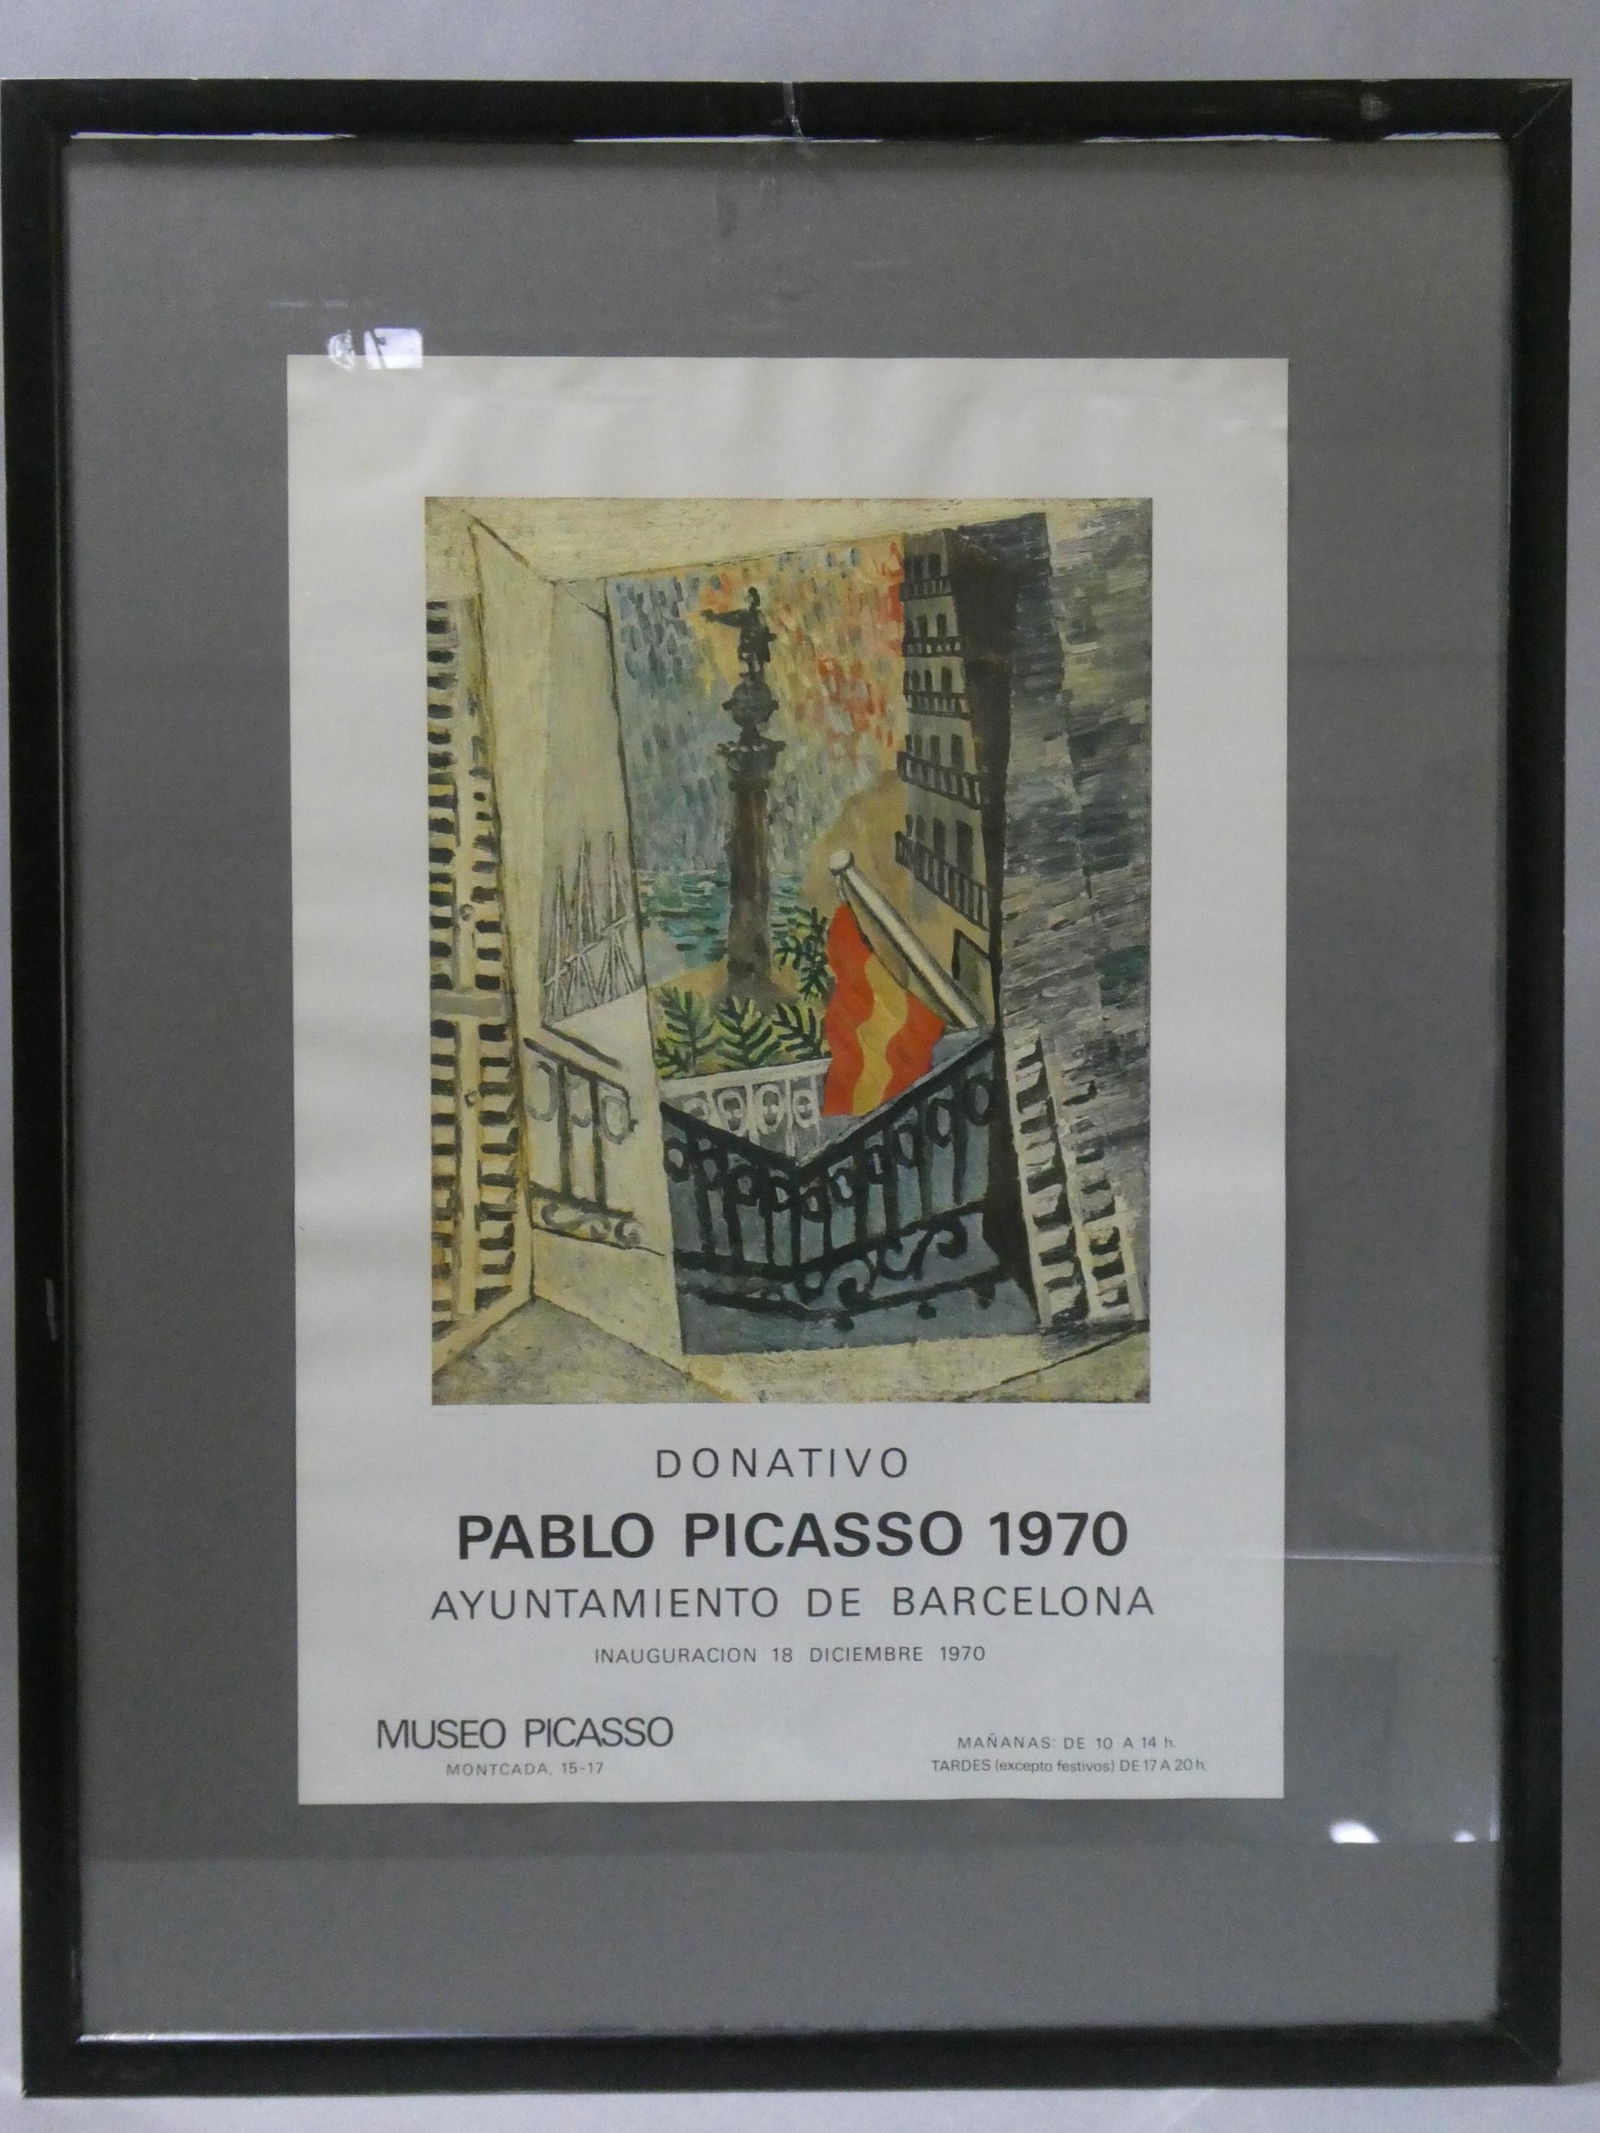 DONATIVO
PABLO PICASSO 1970
AYUNTAMIENTO DE BARCELONA
INAUGURACION 18 DICIEMBRE 1970
MUSEO PICASSO
MONTCADA, 15-17
MAÑANAS: DE 10 A 14 h.
TARDES (excepto festivos) DE 17 A 20 h.